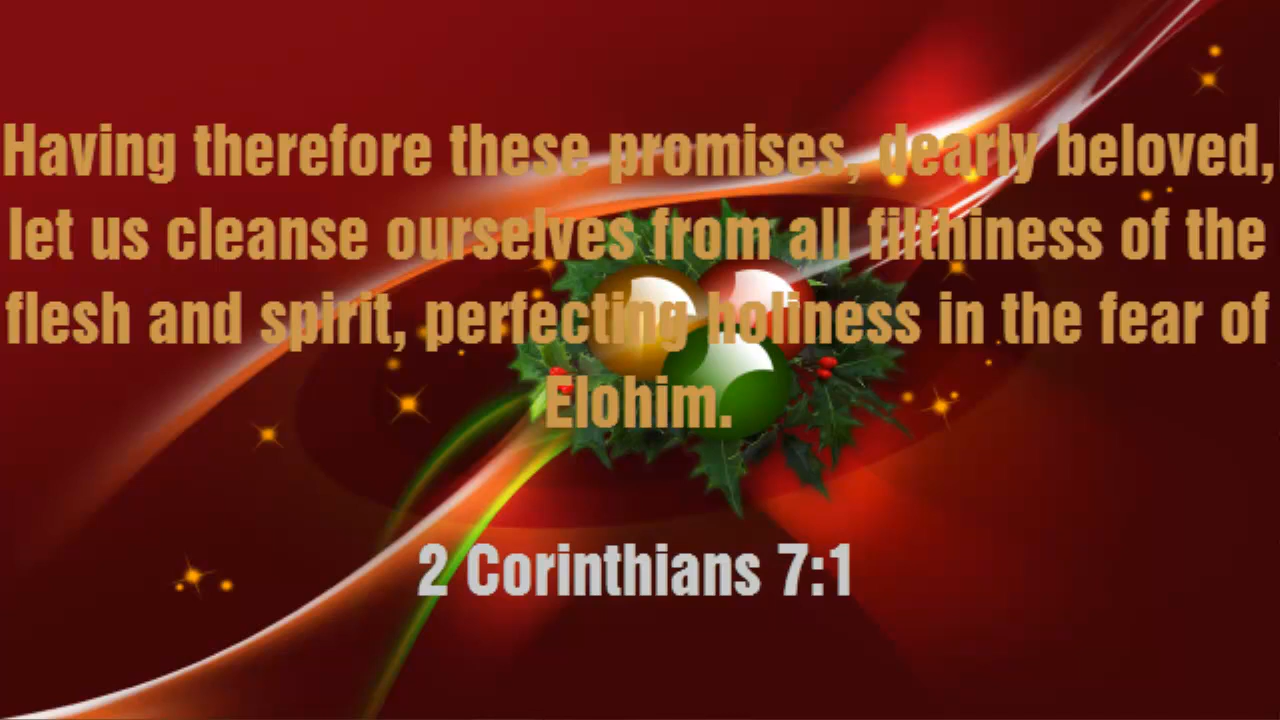 Having therefore these promises, dearly beloved,
let us cleanse ourselves from all filthiness of the
flesh and spirit, perfecting holiness in the fear of
Elohim.
2 Corinthians 7:1